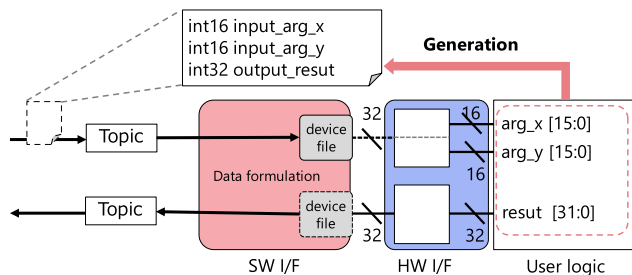 int16 input_arg_x
int16 input_arg_y
int32 output_resut
Generation
Topic
device
file
32
16
arg_x [15:0]
arg_y [15:0]
16
Data formulation
Topic
device
file
32
32
resut [31:0]
SW I/F
HW I/F
User logic